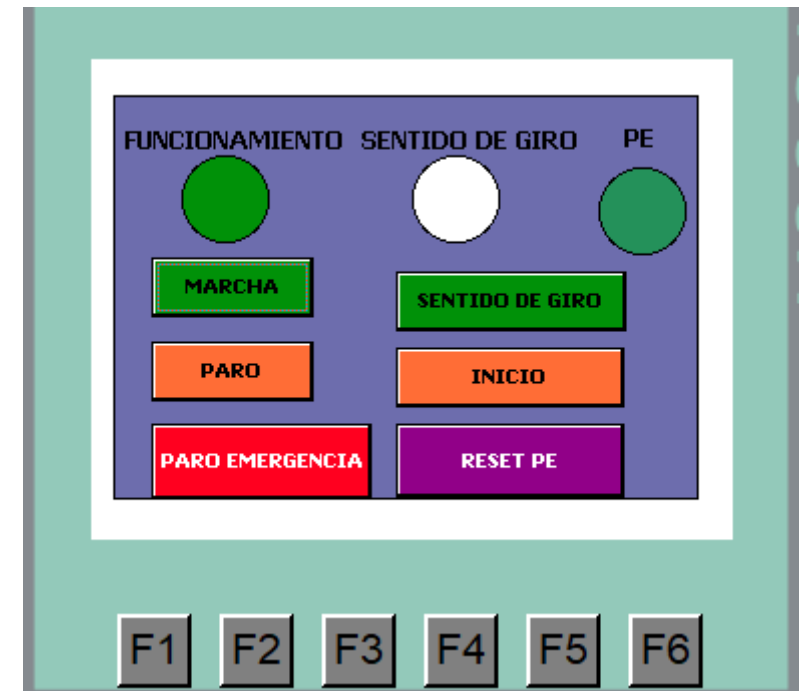 FUNCIONAMIENTO SENTIDO DE GIRO PE
MARCHA
SENTIDO DE GIRO
PARO
INICIO
PARO EMERGENCIA
RESET PE
F1 F2 F3 F4 F5 F6